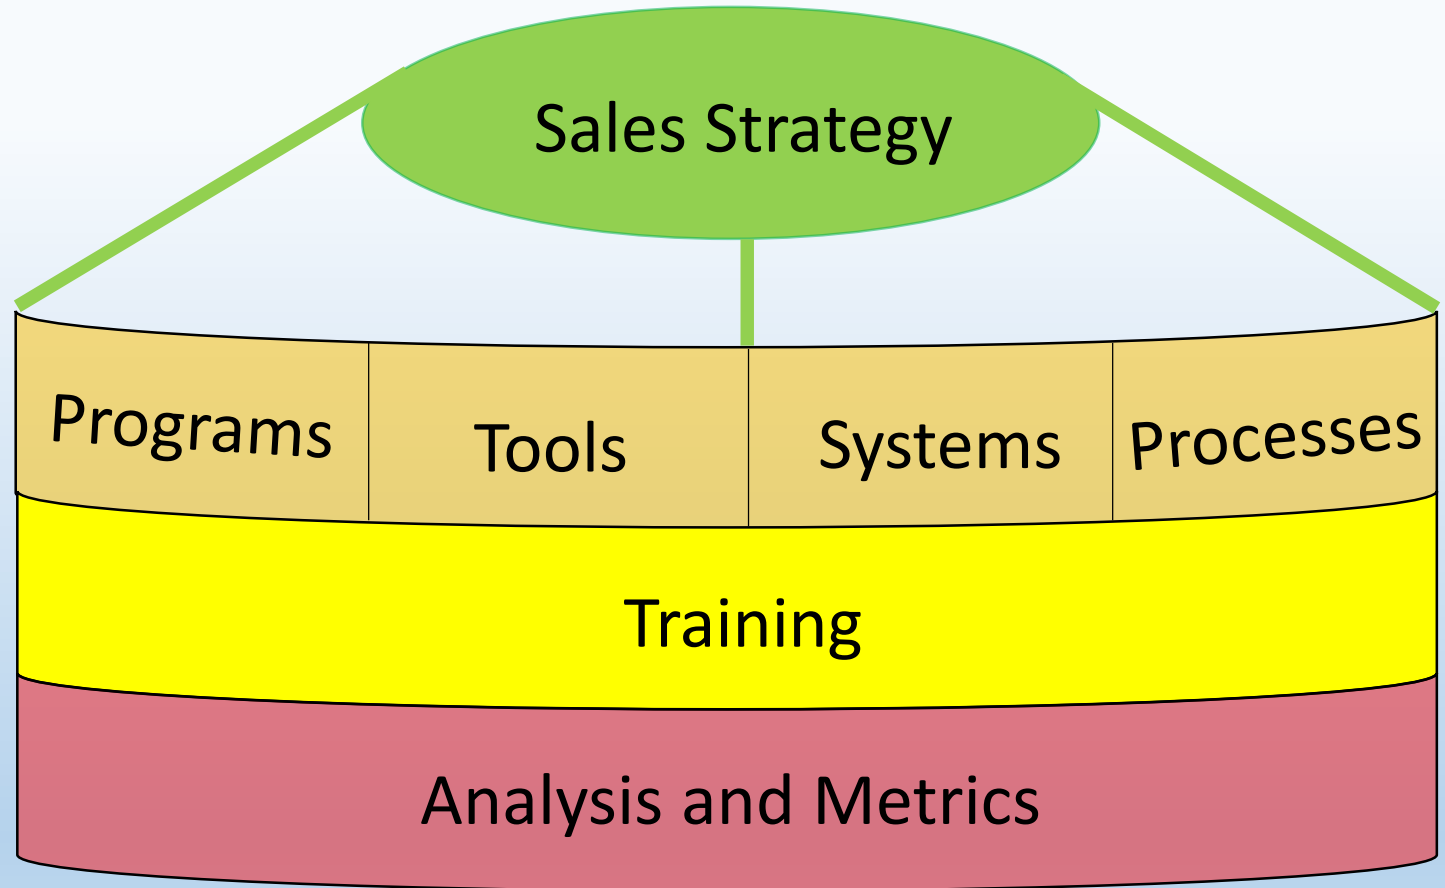 Sales Strategy
Programs
Tools
Systems
Processes
Training
Analysis and Metrics